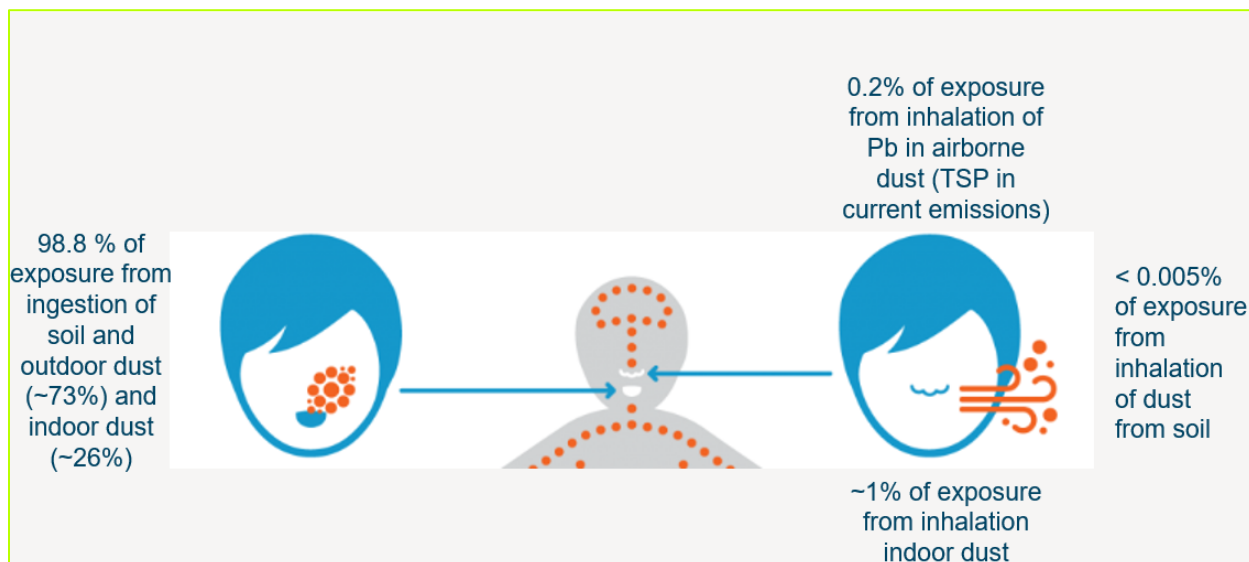 98.8 % of
exposure from
ingestion of
soil and
outdoor dust
(~73%) and
indoor dust
(~26%)
0.2% of exposure
from inhalation of
Pb in airborne
dust (TSP in
current emissions)
< 0.005%
of exposure
from
inhalation
of dust
from soil
~1% of exposure
from inhalation
indoor dust